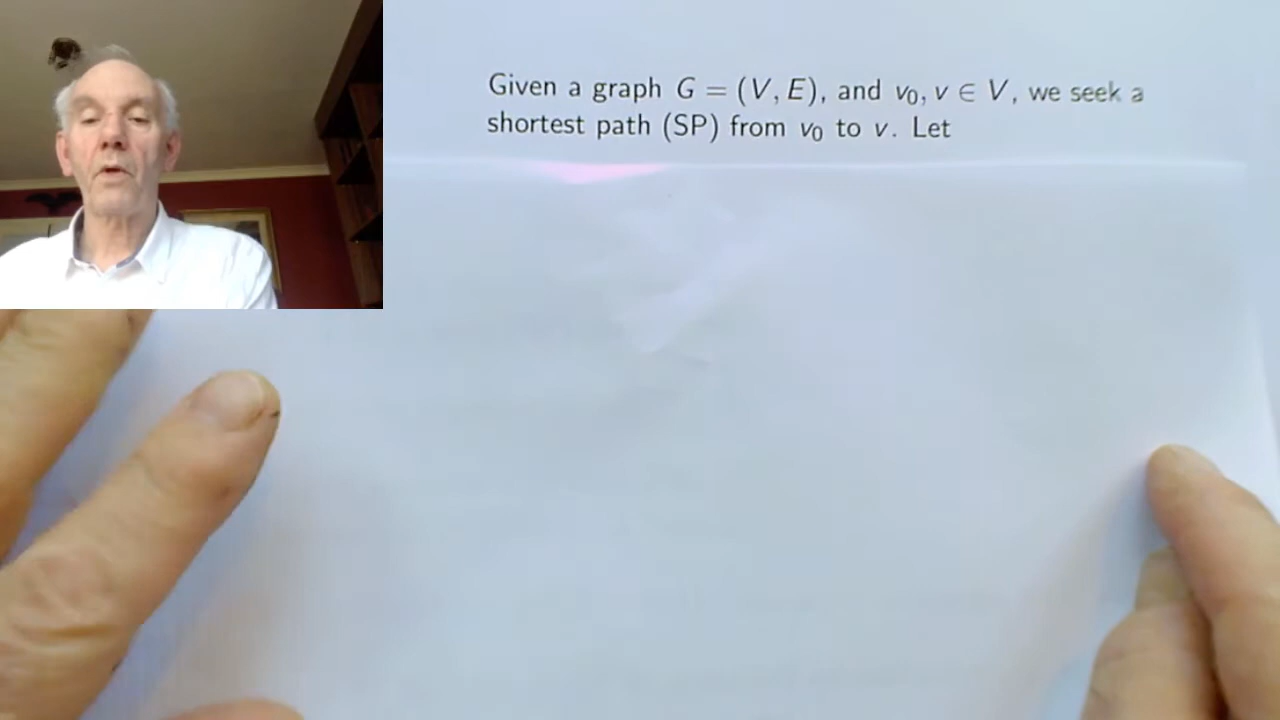 Given a graph G = (V, E), and v₀, v ∈ V, we seek a
shortest path (SP) from v₀ to v. Let